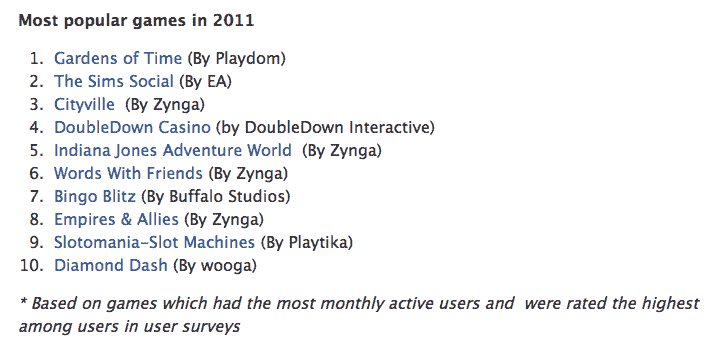 Most popular games in 2011
1. Gardens of Time (By Playdom)
2. The Sims Social (By EA)
3. Cityville (By Zynga)
4. DoubleDown Casino (by DoubleDown Interactive)
5. Indiana Jones Adventure World (By Zynga)
6. Words With Friends (By Zynga)
7. Bingo Blitz (By Buffalo Studios)
8. Empires & Allies (By Zynga)
9. Slotomania-Slot Machines (By Playtika)
10. Diamond Dash (By wooga)
* Based on games which had the most monthly active users and were rated the highest
among users in user surveys